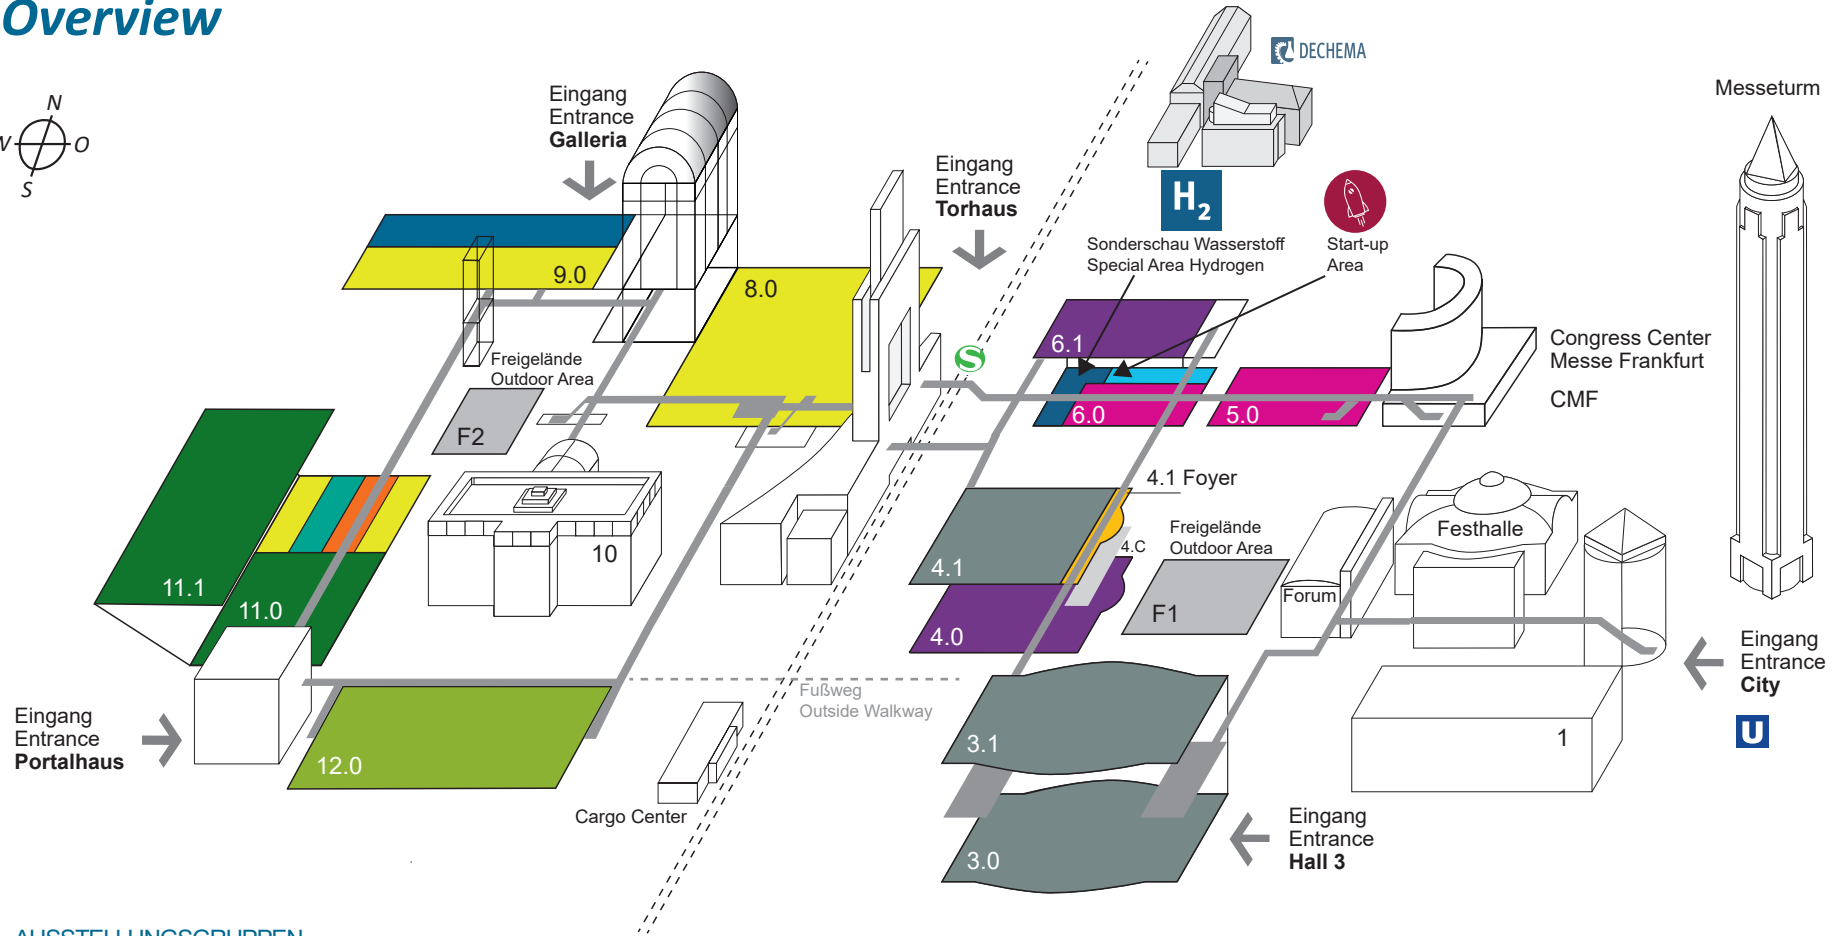 Overview
N
W
O
S
Eingang
Entrance
Galleria
Eingang
Entrance
Torhaus
DECHEMA
H2
Sonderschau Wasserstoff
Special Area Hydrogen
Start-up
Area
Messeturm
9.0
8.0
S
6.1
6.0
5.0
Congress Center
Messe Frankfurt
CMF
Freigelände
Outdoor Area
F2
10
11.1
11.0
4.1 Foyer
4.1
4.C
4.0
Freigelände
Outdoor Area
F1
Forum
Festhalle
Eingang
Entrance
City
U
1
Eingang
Entrance
Portalhaus
12.0
Fußweg
Outside Walkway
Cargo Center
3.1
3.0
Eingang
Entrance
Hall 3
AUSSTELLUNGSGRUPPEN